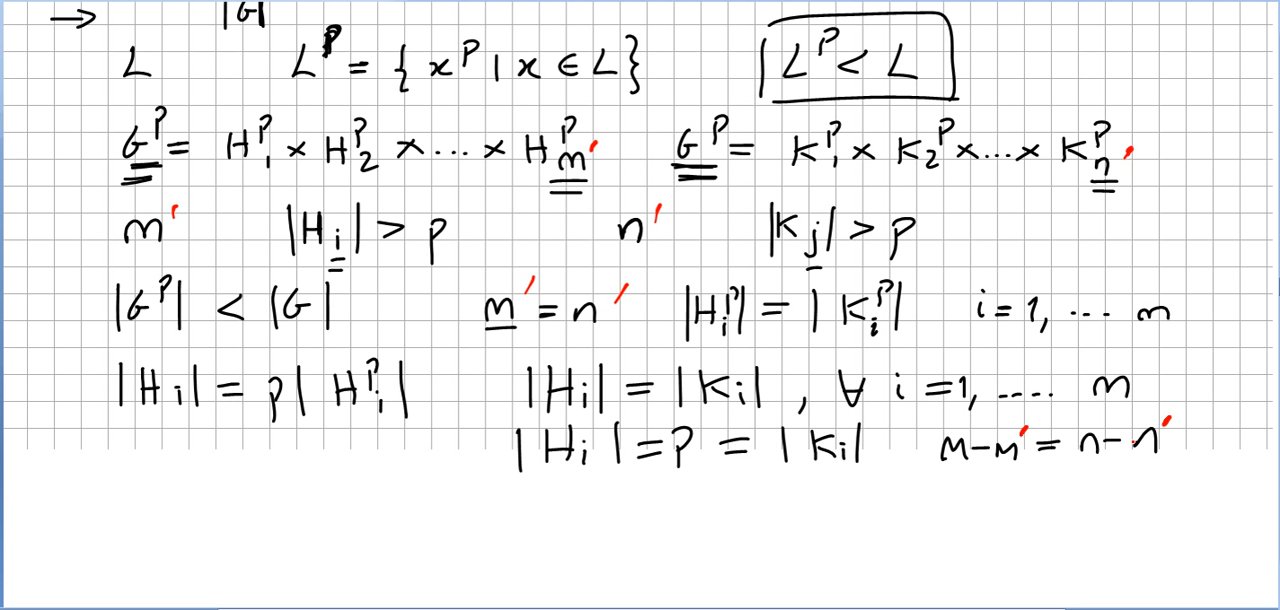 → |G|
L L^p = { x^p | x ∈ L } L^p < L
G^p = H_1^p × H_2^p × ... × H_m'^p G^p = K_1^p × K_2^p × ... × K_n'^p
m' |H_i| > p n' |K_j| > p
|G^p| < |G| m' = n' |H_i^p| = |K_i^p| i = 1, ... m
|H_i| = p| H_i^p | |H_i| = |K_i| , ∀ i = 1, .... m
|H_i| = p = |K_i| m-m' = n-n'